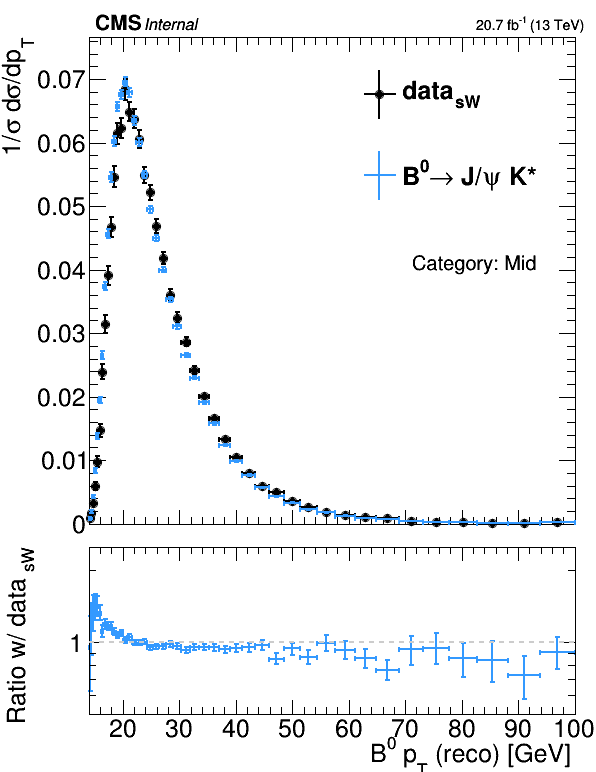 CMS Internal 20.7 fb⁻¹ (13 TeV)
1/σ dσ/dp_T
0.07
0.06
0.05
0.04
0.03
0.02
0.01
0
data_sW
B⁰→ J/ψ K*
Category: Mid
Ratio w/ data_sW
1
20 30 40 50 60 70 80 90 100
B⁰ p_T (reco) [GeV]